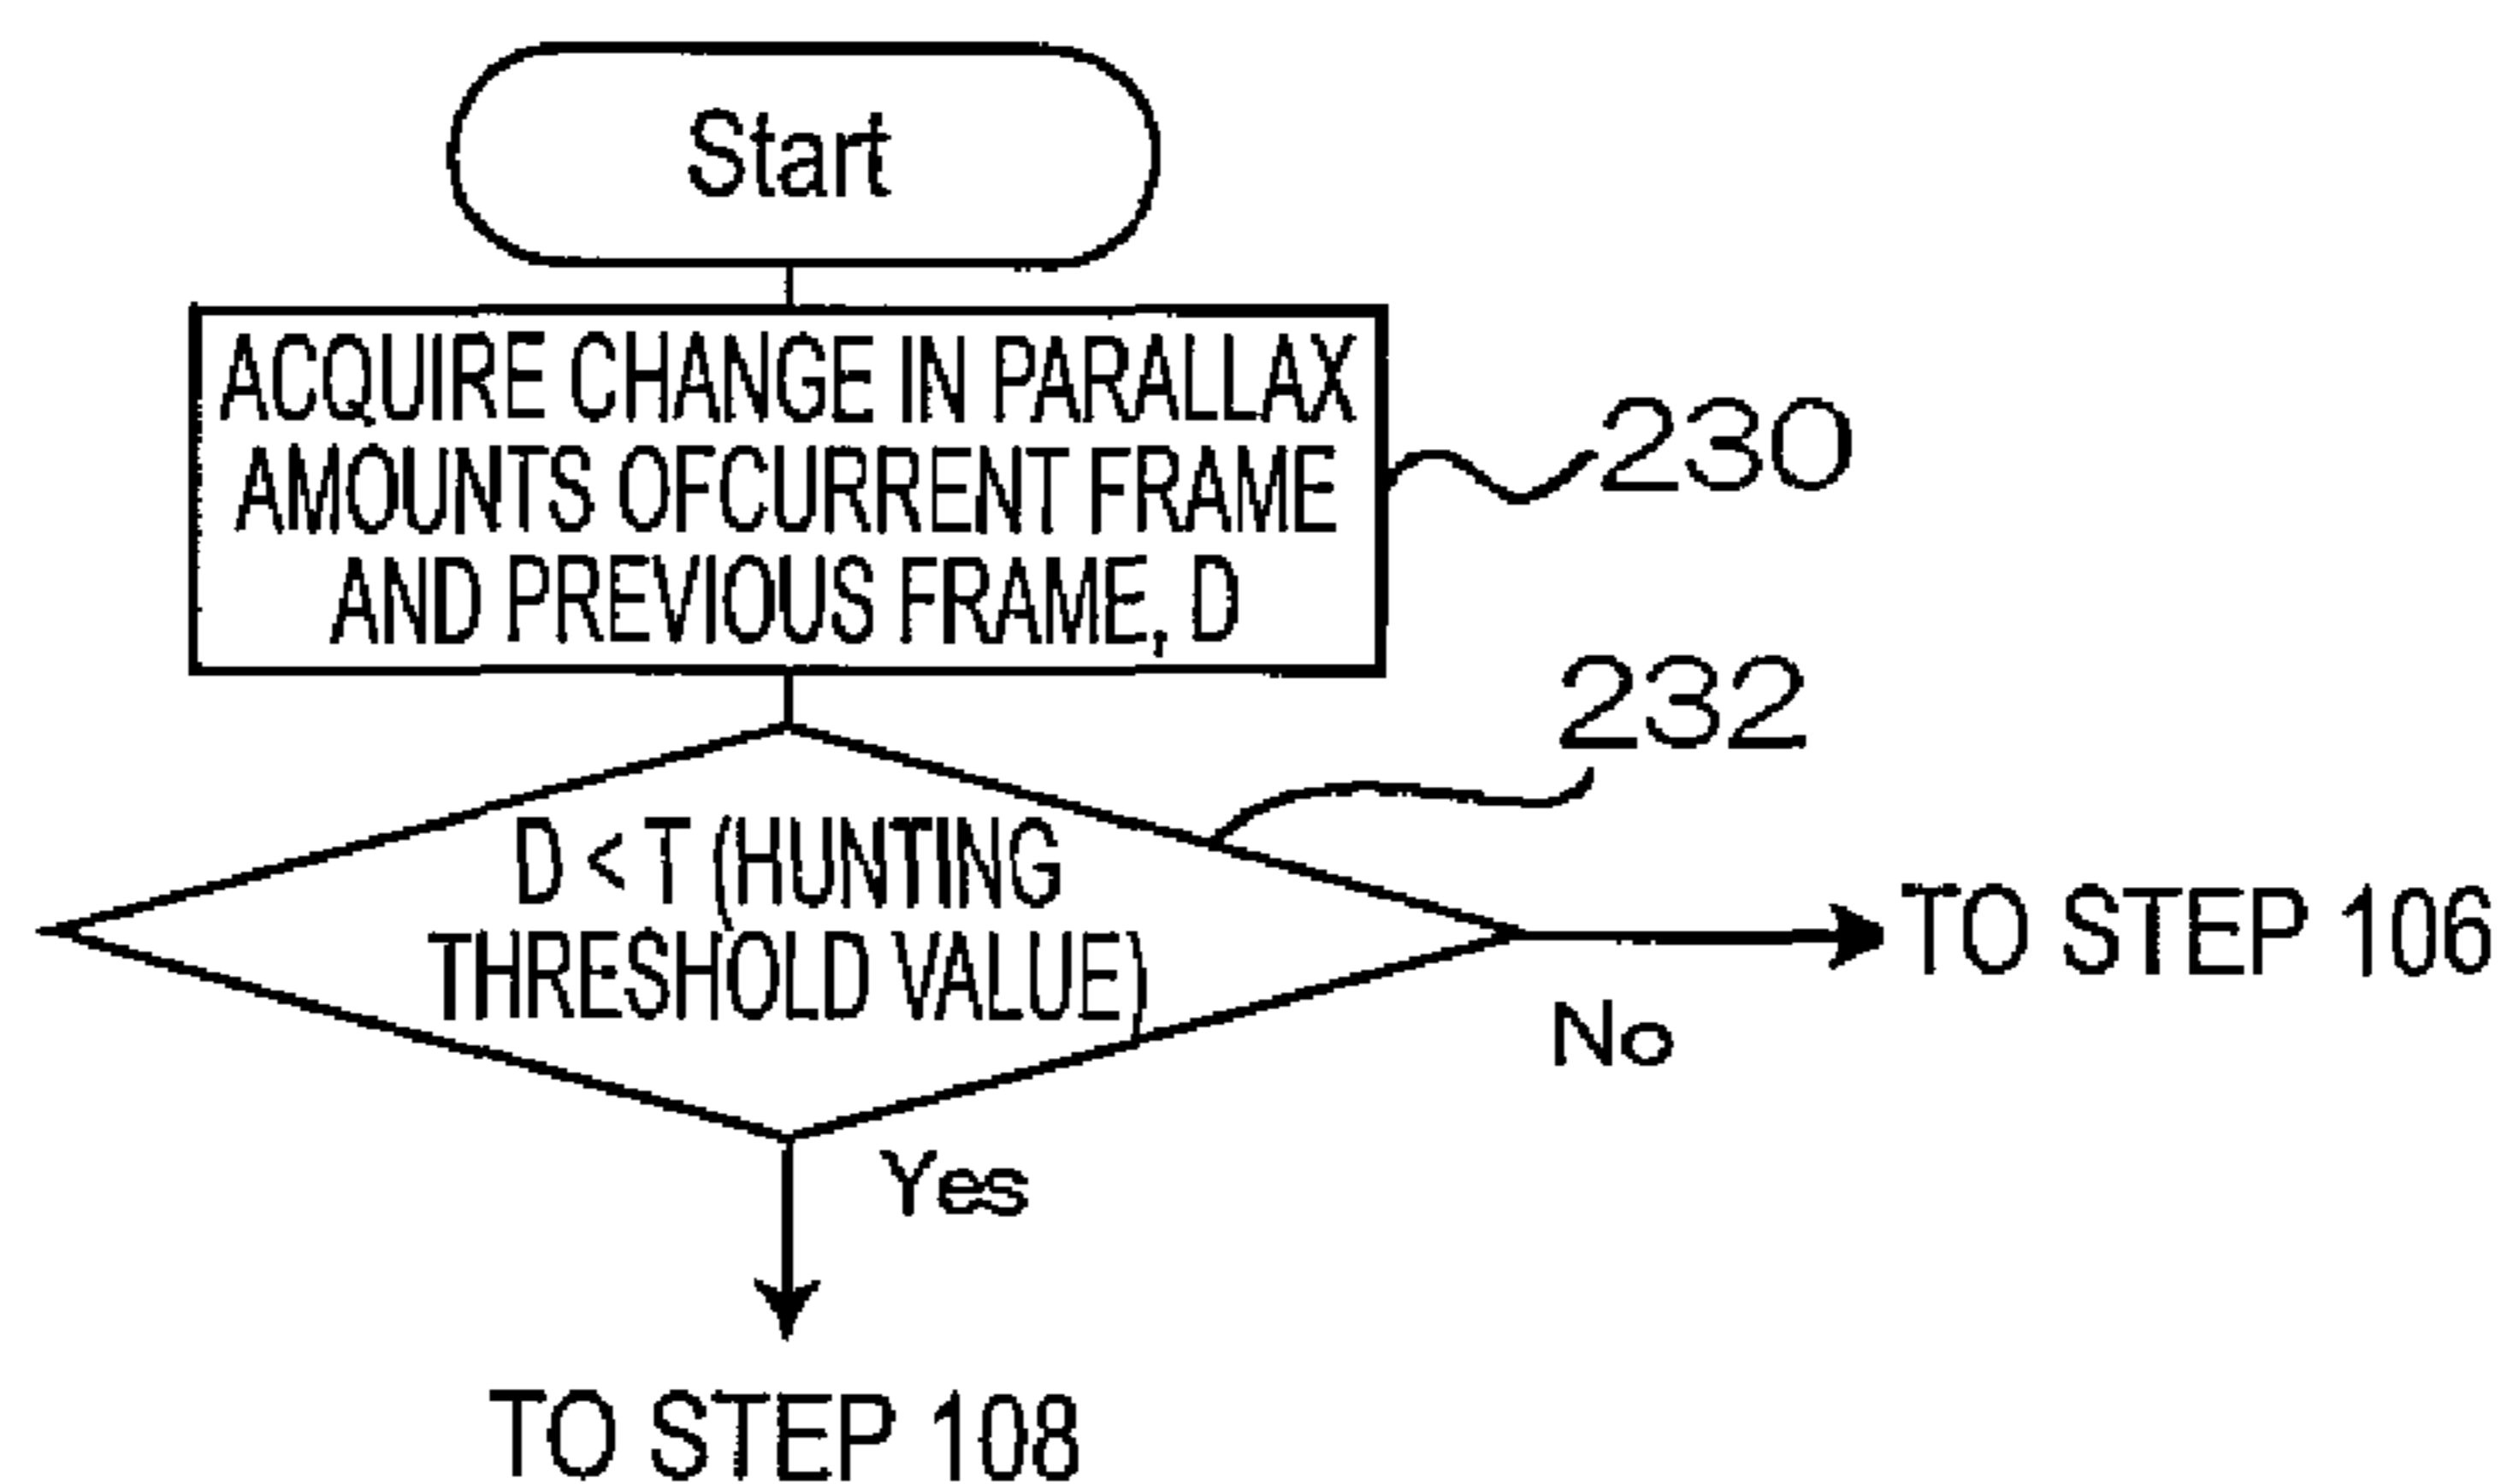 Start
ACQUIRE CHANGE IN PARALLAX
AMOUNTS OFCURRENT FRAME
AND PREVIOUS FRAME, D
230
232
D < T (HUNTING
THRESHOLD VALUE)
TO STEP 106
No
Yes
TO STEP 108